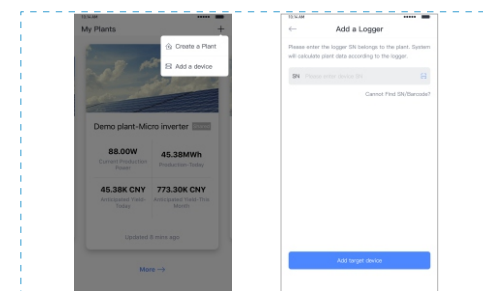 My Plants
+
Create a Plant
Add a device
Demo plant-Micro inverter
88.00W
Current Production
Power
45.38MWh
Production Today
45.38K CNY
Anticipated Yield
Today
773.30K CNY
Anticipated Yield This
Month
Updated 6 mins ago
More -->
Add a Logger
Please enter the logger SN belongs to the plant. System
will calculate plant data according to the logger.
SN Please enter
Cannot Find SN/Barcode?
Add target device